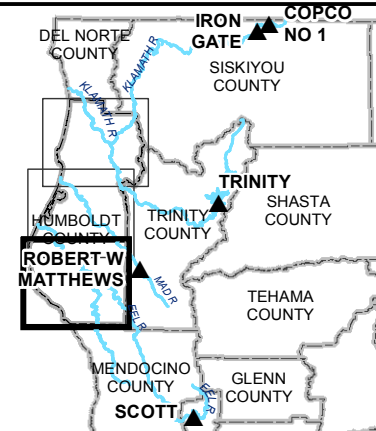 IRON
GATE
COPCO
NO 1
DEL NORTE
COUNTY
KLAMATH R
KLAMATH R
SISKIYOU
COUNTY
TRINITY
HUMBOLDT
COUNTY
TRINITY
COUNTY
SHASTA
COUNTY
ROBERT W
MATTHEWS
MAD R
EEL R
TEHAMA
COUNTY
MENDOCINO
COUNTY
EEL R
GLENN
COUNTY
SCOTT